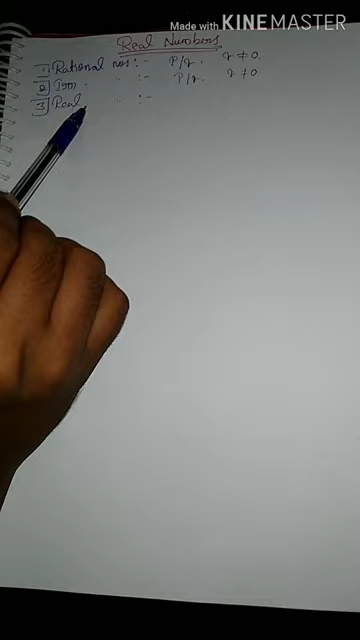 Made with KINEMASTER
Real Numbers
1) Rational nos :- P/q. q ≠ 0.
2) Irr. " :- P/q. q ≠ 0
3) Real " :-